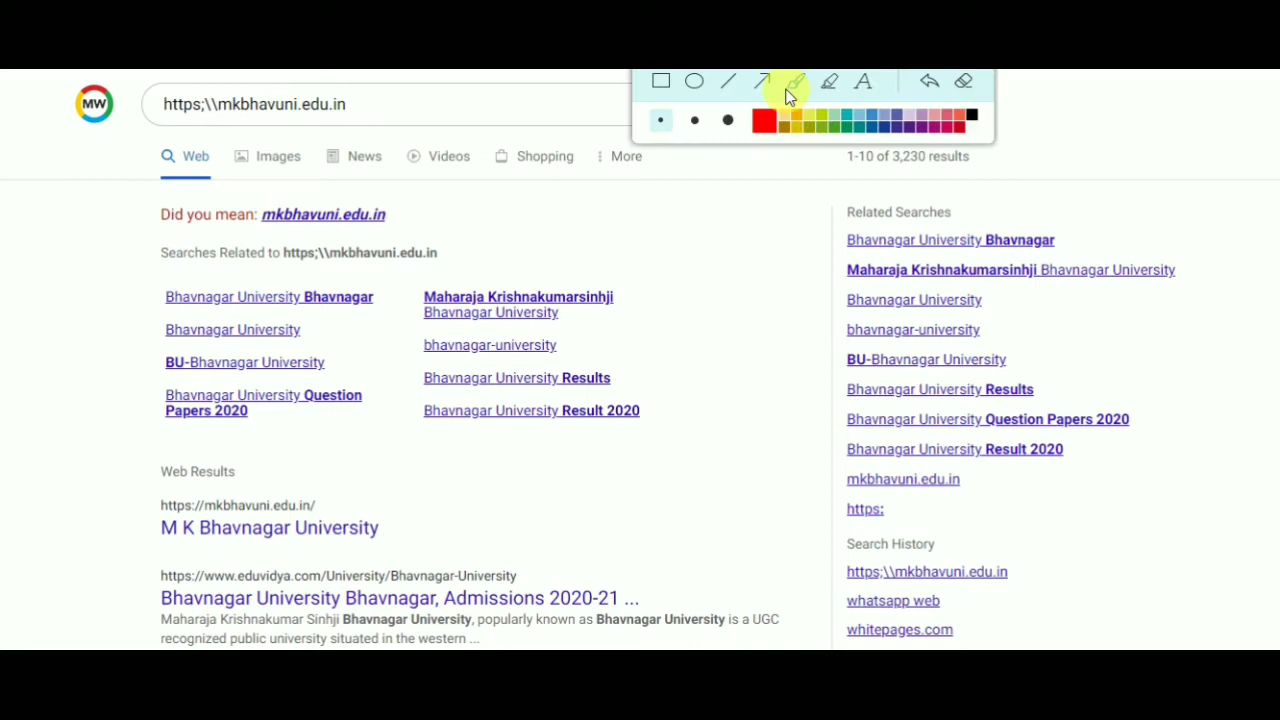 MW
https;\\mkbhavuni.edu.in
A
Web Images News Videos Shopping More
1-10 of 3,230 results
Did you mean: mkbhavuni.edu.in
Searches Related to https;\\mkbhavuni.edu.in
Bhavnagar University Bhavnagar
Bhavnagar University
BU-Bhavnagar University
Bhavnagar University Question
Papers 2020
Maharaja Krishnakumarsinhji
Bhavnagar University
bhavnagar-university
Bhavnagar University Results
Bhavnagar University Result 2020
Web Results
https://mkbhavuni.edu.in/
M K Bhavnagar University
https://www.eduvidya.com/University/Bhavnagar-University
Bhavnagar University Bhavnagar, Admissions 2020-21 ...
Maharaja Krishnakumar Sinhji Bhavnagar University, popularly known as Bhavnagar University is a UGC
recognized public university situated in the western ...
Related Searches
Bhavnagar University Bhavnagar
Maharaja Krishnakumarsinhji Bhavnagar University
Bhavnagar University
bhavnagar-university
BU-Bhavnagar University
Bhavnagar University Results
Bhavnagar University Question Papers 2020
Bhavnagar University Result 2020
mkbhavuni.edu.in
https:
Search History
https;\\mkbhavuni.edu.in
whatsapp web
whitepages.com